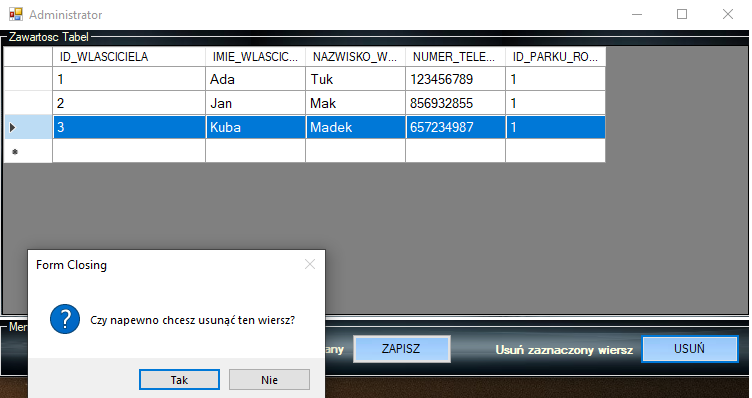 Administrator
Zawartosc Tabel
ID_WLASCICIELA IMIE_WLASCIC... NAZWISKO_W... NUMER_TELE... ID_PARKU_RO...
1 Ada Tuk 123456789 1
2 Jan Mak 856932855 1
3 Kuba Madek 657234987 1
Form Closing
Czy napewno chcesz usunąć ten wiersz?
Tak Nie
Mer
any ZAPISZ Usuń zaznaczony wiersz USUŃ